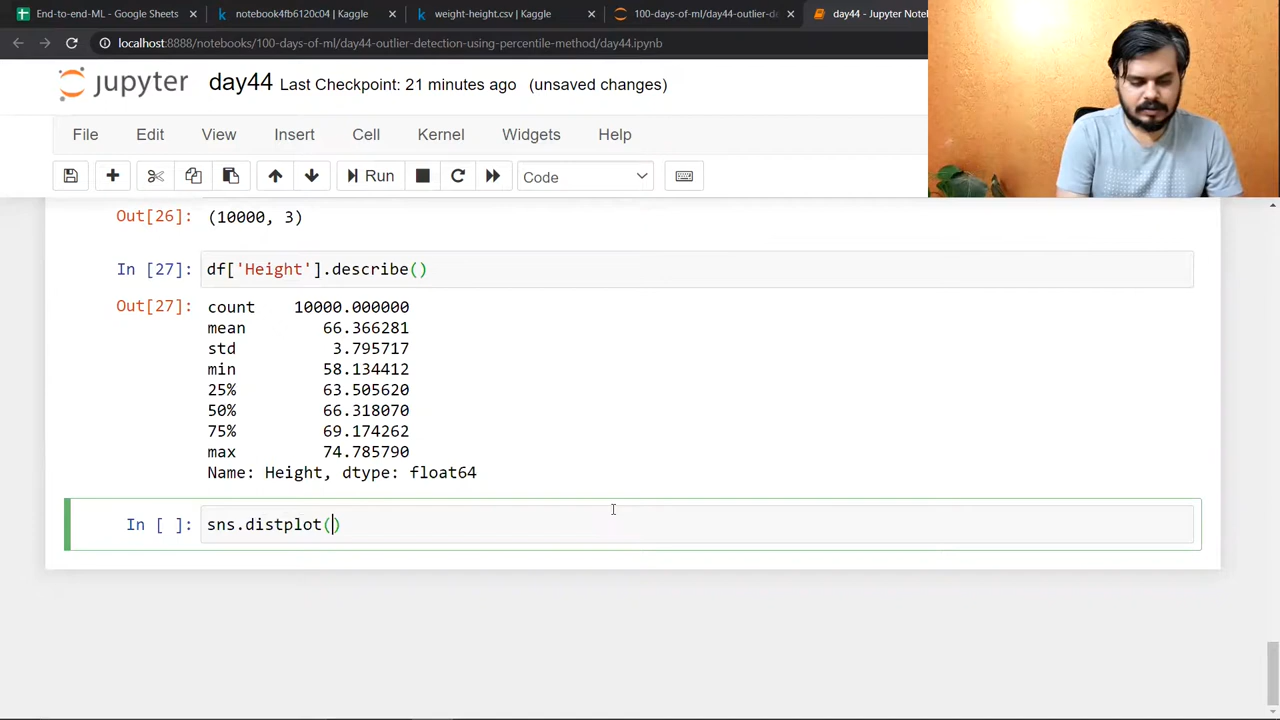 End-to-end-ML - Google Sheets
notebook4fb6120c04 | Kaggle
weight-height.csv | Kaggle
100-days-of-ml/day44-outlier-de
day44 - Jupyter Note
localhost:8888/notebooks/100-days-of-ml/day44-outlier-detection-using-percentile-method/day44.ipynb
jupyter day44 Last Checkpoint: 21 minutes ago (unsaved changes)
File Edit View Insert Cell Kernel Widgets Help
Run Code
Out[26]: (10000, 3)
In [27]: df['Height'].describe()
Out[27]: count 10000.000000
mean 66.366281
std 3.795717
min 58.134412
25% 63.505620
50% 66.318070
75% 69.174262
max 74.785790
Name: Height, dtype: float64
In [ ]: sns.distplot()